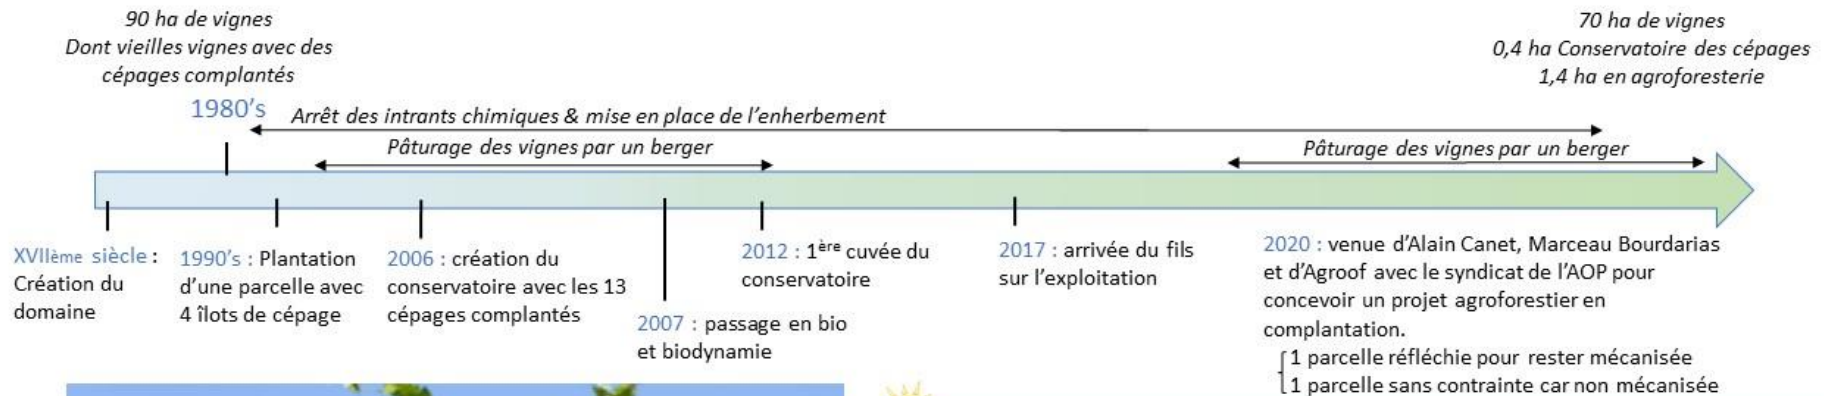 90 ha de vignes
Dont vieilles vignes avec des
cépages complantés
1980's
70 ha de vignes
0,4 ha Conservatoire des cépages
1,4 ha en agroforesterie
Arrêt des intrants chimiques & mise en place de l'enherbement
Pâturage des vignes par un berger
Pâturage des vignes par un berger
XVIIème siècle :
Création du
domaine
1990's : Plantation
d'une parcelle avec
4 îlots de cépage
2006 : création du
conservatoire avec les 13
cépages complantés
2007 : passage en bio
et biodynamie
2012 : 1ère cuvée du
conservatoire
2017 : arrivée du fils
sur l'exploitation
2020 : venue d'Alain Canet, Marceau Bourdarias
et d'Agroof avec le syndicat de l'AOP pour
concevoir un projet agroforestier en
complantation.
1 parcelle réfléchie pour rester mécanisée
1 parcelle sans contrainte car non mécanisée